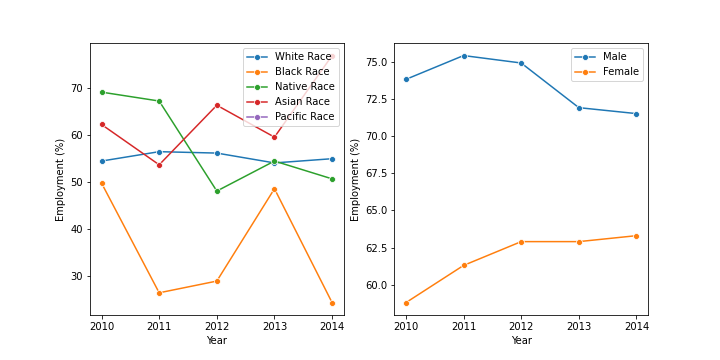 White Race
Black Race
Native Race
Asian Race
Pacific Race
70
60
50
40
30
Employment (%)
2010 2011 2012 2013 2014
Year
Male
Female
75.0
72.5
70.0
67.5
65.0
62.5
60.0
Employment (%)
2010 2011 2012 2013 2014
Year